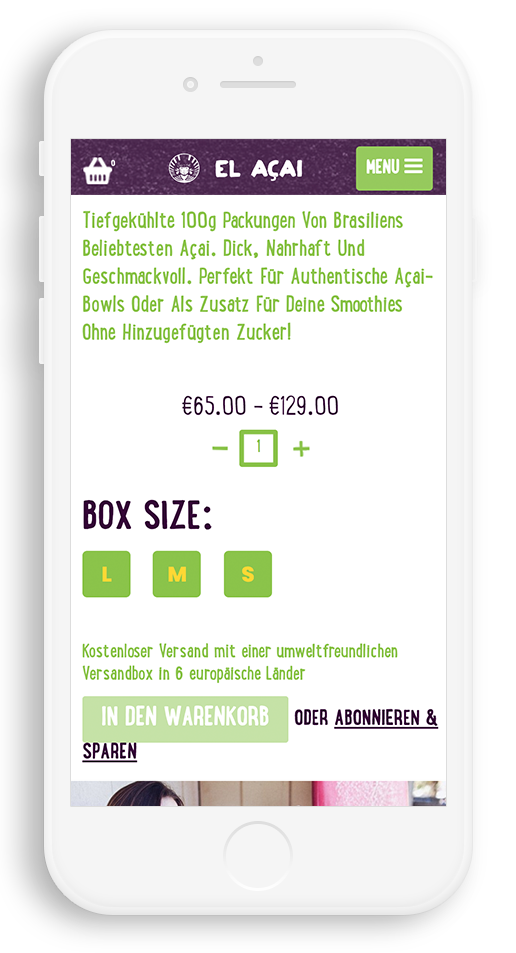 0
EL AÇAI
MENU
Tiefgekühlte 100g Packungen Von Brasiliens
Beliebtesten Açai. Dick, Nahrhaft Und
Geschmackvoll. Perfekt Für Authentische Açai-
Bowls Oder Als Zusatz Für Deine Smoothies
Ohne Hinzugefügten Zucker!
€65.00 – €129.00
− 1 +
BOX SIZE:
L M S
Kostenloser Versand mit einer umweltfreundlichen
Versandbox in 6 europäische Länder
IN DEN WARENKORB ODER ABONNIEREN &
SPAREN